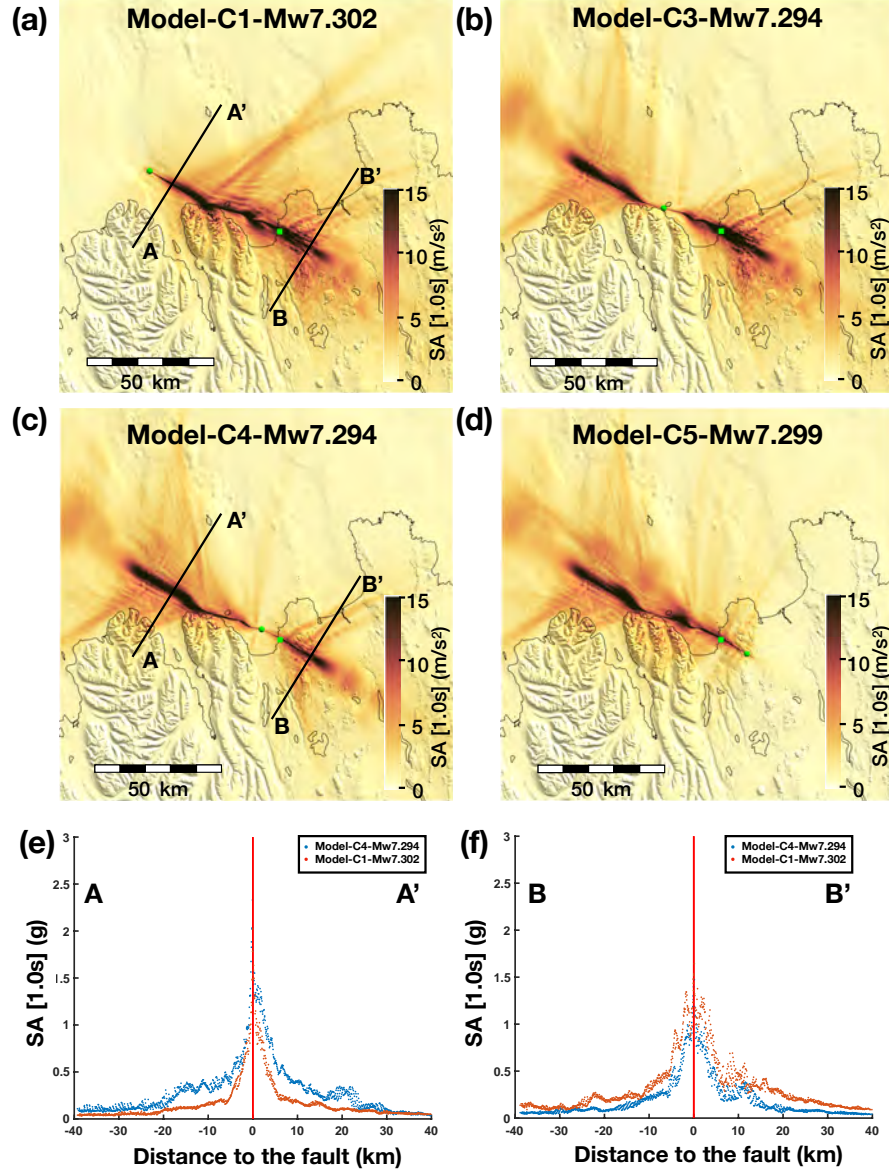 (a)
Model-C1-Mw7.302
A'
A
B'
B
15
10
5
0
SA [1.0s] (m/s²)
50 km
(b)
Model-C3-Mw7.294
15
10
5
0
SA [1.0s] (m/s²)
50 km
(c)
Model-C4-Mw7.294
A'
A
B'
B
15
10
5
0
SA [1.0s] (m/s²)
50 km
(d)
Model-C5-Mw7.299
15
10
5
0
SA [1.0s] (m/s²)
50 km
(e)
Model-C4-Mw7.294
Model-C1-Mw7.302
A
A'
3
2.5
2
1.5
1
0.5
0
SA [1.0s] (g)
-40 -30 -20 -10 0 10 20 30 40
Distance to the fault (km)
(f)
Model-C4-Mw7.294
Model-C1-Mw7.302
B
B'
3
2.5
2
1.5
1
0.5
0
SA [1.0s] (g)
-40 -30 -20 -10 0 10 20 30 40
Distance to the fault (km)